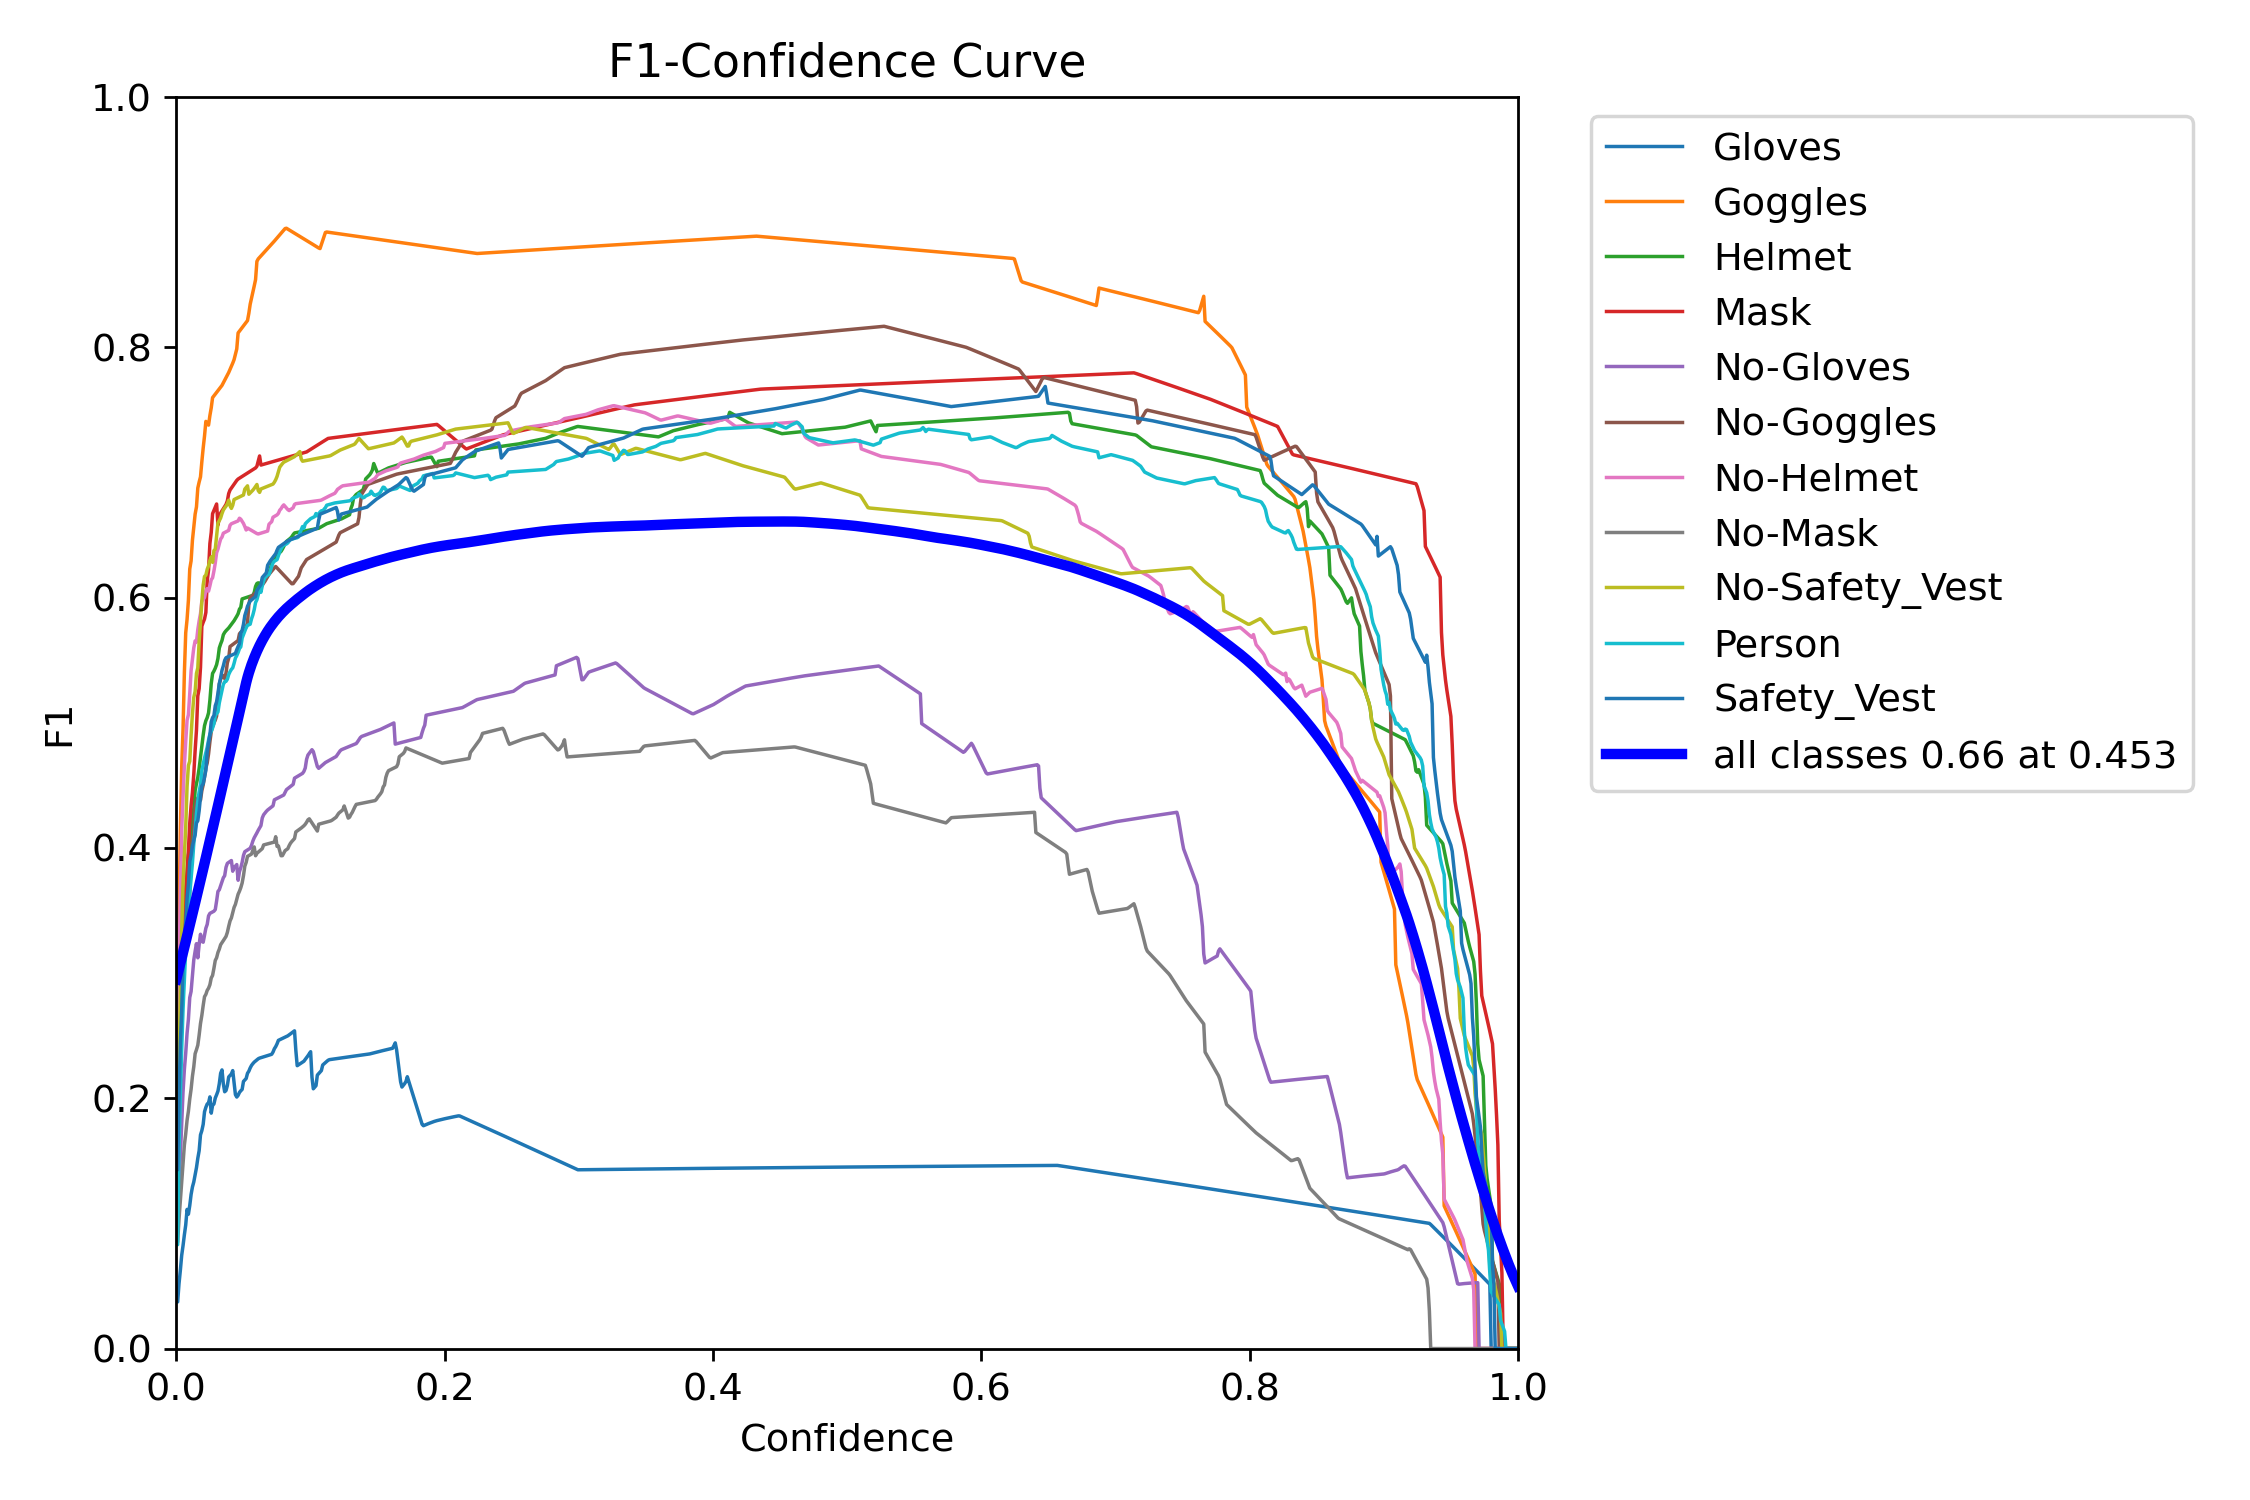 F1-Confidence Curve
1.0
0.8
0.6
0.4
0.2
0.0
F1
0.0 0.2 0.4 0.6 0.8 1.0
Confidence
Gloves
Goggles
Helmet
Mask
No-Gloves
No-Goggles
No-Helmet
No-Mask
No-Safety_Vest
Person
Safety_Vest
all classes 0.66 at 0.453